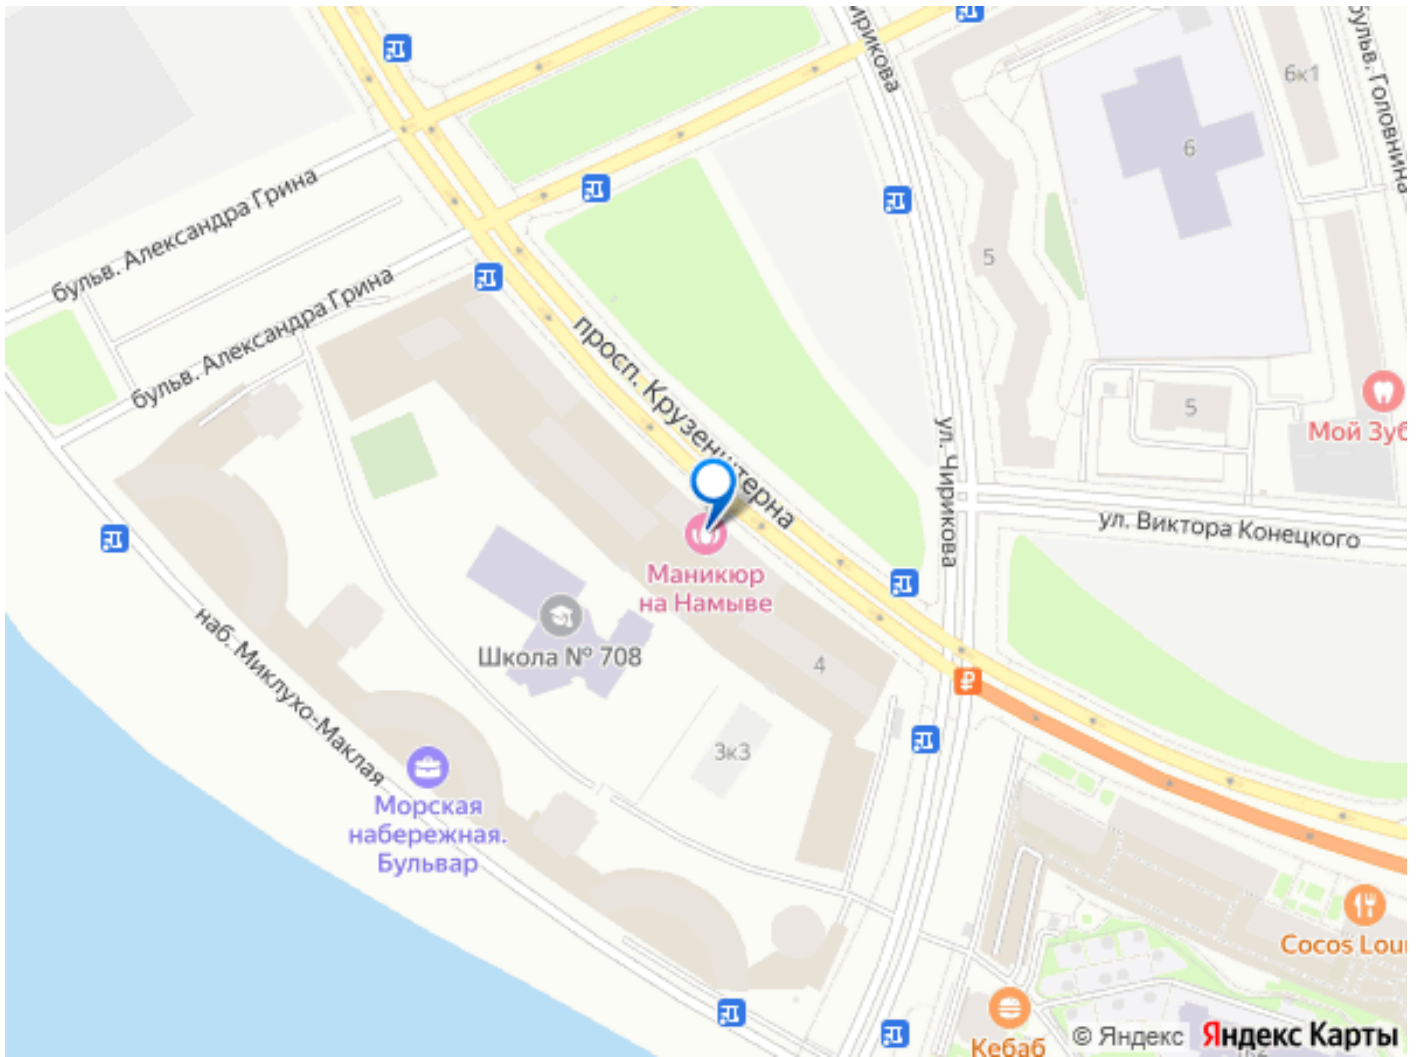 ирикова
бульв. Головнина
6к1
6
бульв. Александра Грина
5
бульв. Александра Грина
просп. Крузенштерна
5
Мой Зуб
ул. Чирикова
ул. Виктора Конецкого
Маникюр
на Намыве
Школа № 708
4
наб. Миклухо-Маклая
3к3
Морская
набережная.
Бульвар
Cocos Lour
Кебаб
© Яндекс
Яндекс Карты